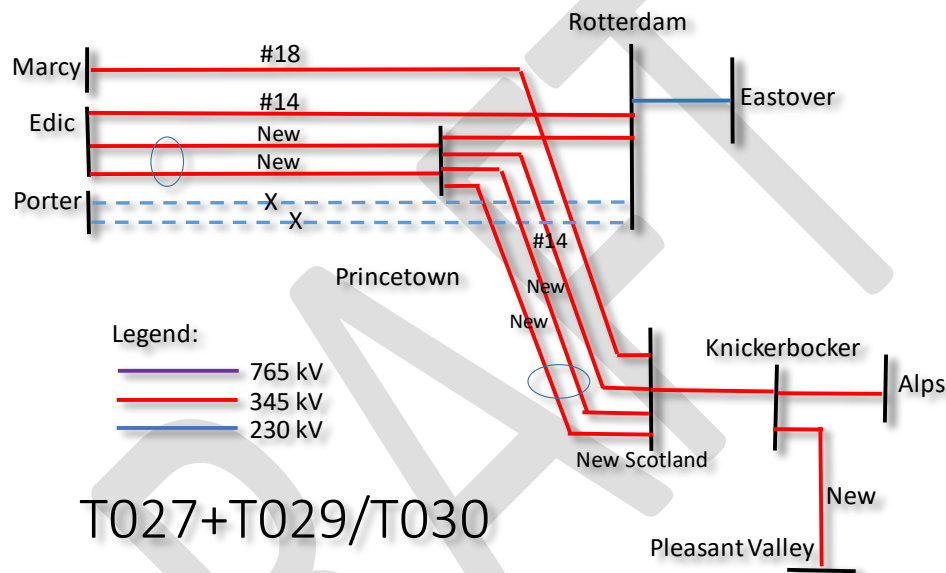 Rotterdam
#18
Marcy
Eastover
#14
Edic
New
New
Porter
X
X
#14
Princetown
New
New
Legend:
765 kV
345 kV
230 kV
Knickerbocker
Alps
New Scotland
New
T027+T029/T030
Pleasant Valley
DRAFT